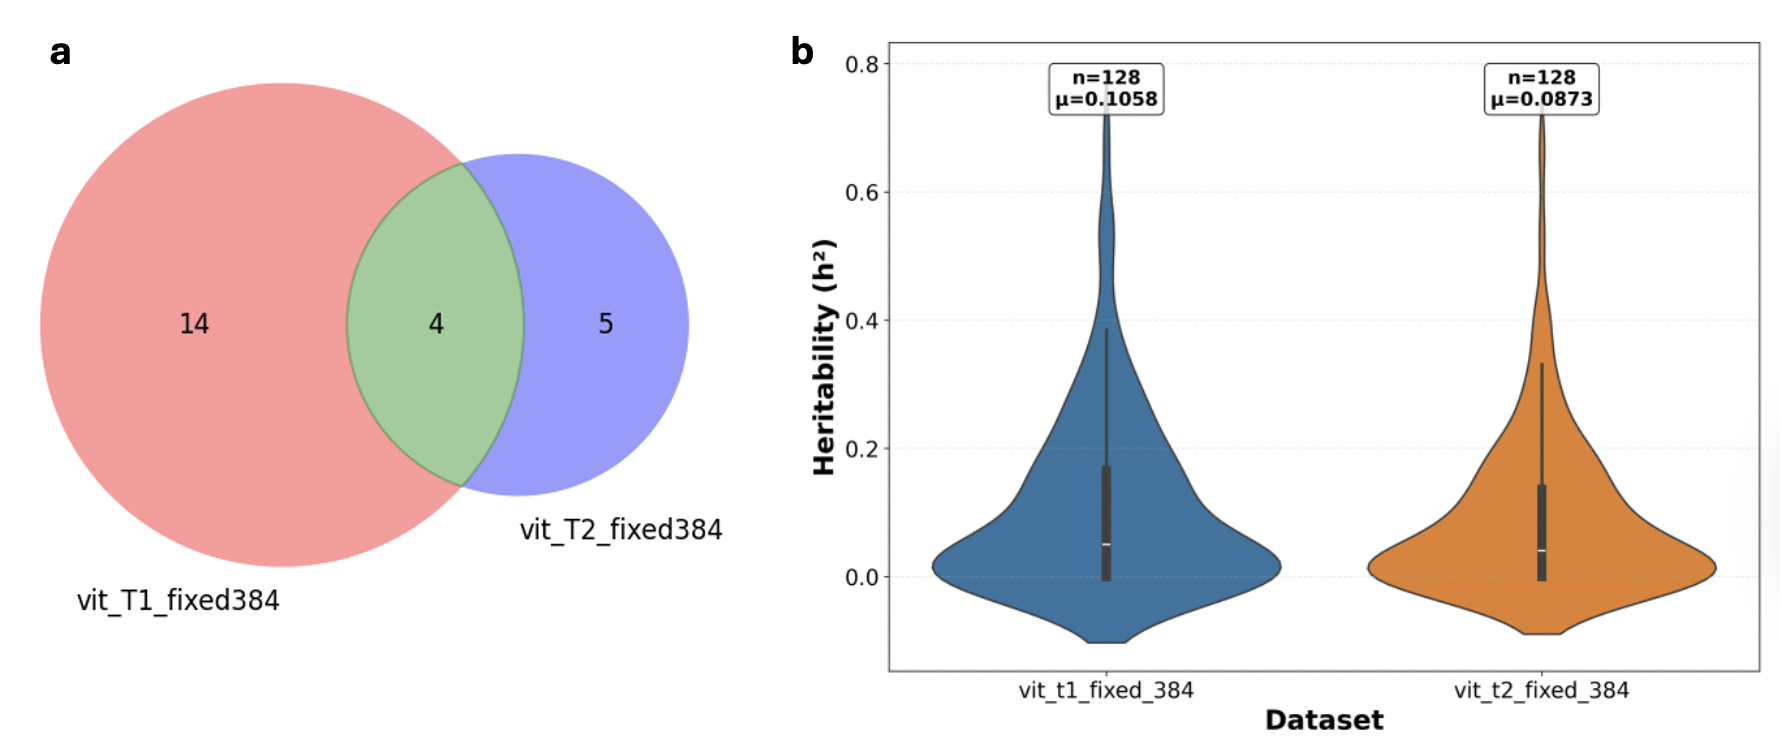 a
14
4
5
vit_T2_fixed384
vit_T1_fixed384
b
n=128
μ=0.1058
n=128
μ=0.0873
0.8
0.6
0.4
0.2
0.0
Heritability (h²)
vit_t1_fixed_384
vit_t2_fixed_384
Dataset